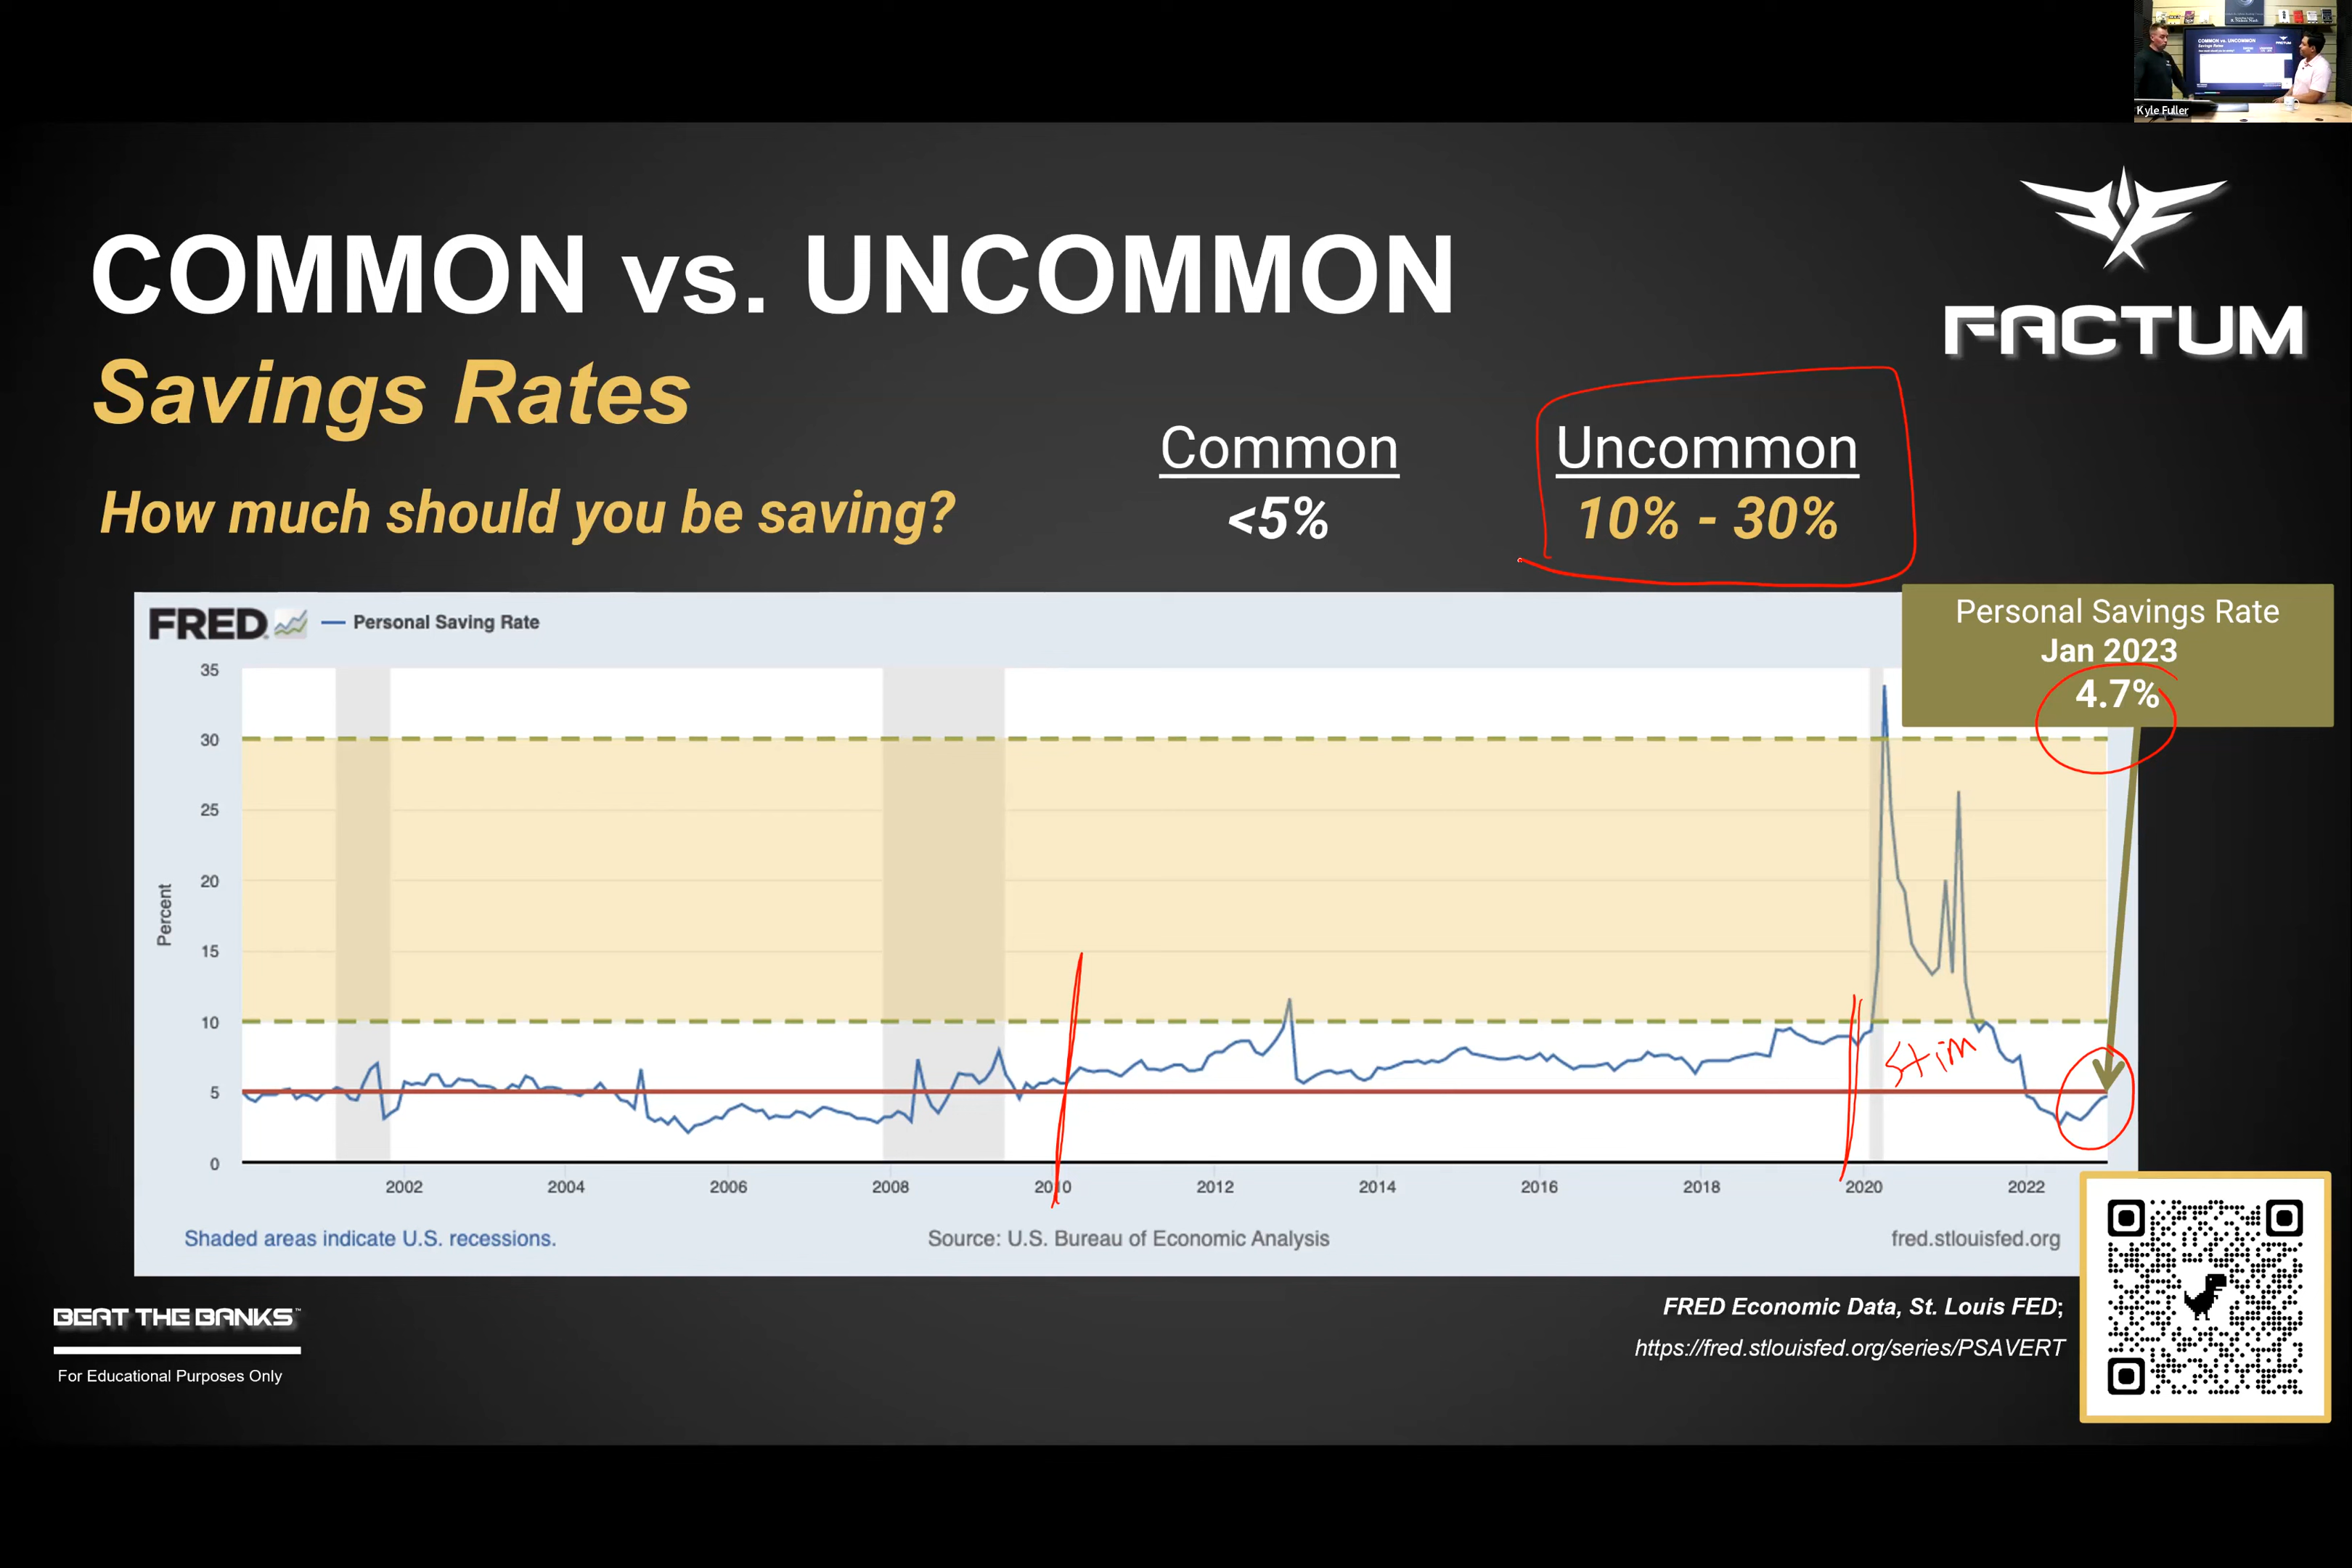 Kyle Fuller
FACTUM
COMMON vs. UNCOMMON
Savings Rates
How much should you be saving?
Common
<5%
Uncommon
10% - 30%
FRED
Personal Saving Rate
Personal Savings Rate
Jan 2023
4.7%
Percent
35
30
25
20
15
10
5
0
Stim
2002 2004 2006 2008 2010 2012 2014 2016 2018 2020 2022
Shaded areas indicate U.S. recessions.
Source: U.S. Bureau of Economic Analysis
fred.stlouisfed.org
BEAT THE BANKS™
For Educational Purposes Only
FRED Economic Data, St. Louis FED;
https://fred.stlouisfed.org/series/PSAVERT